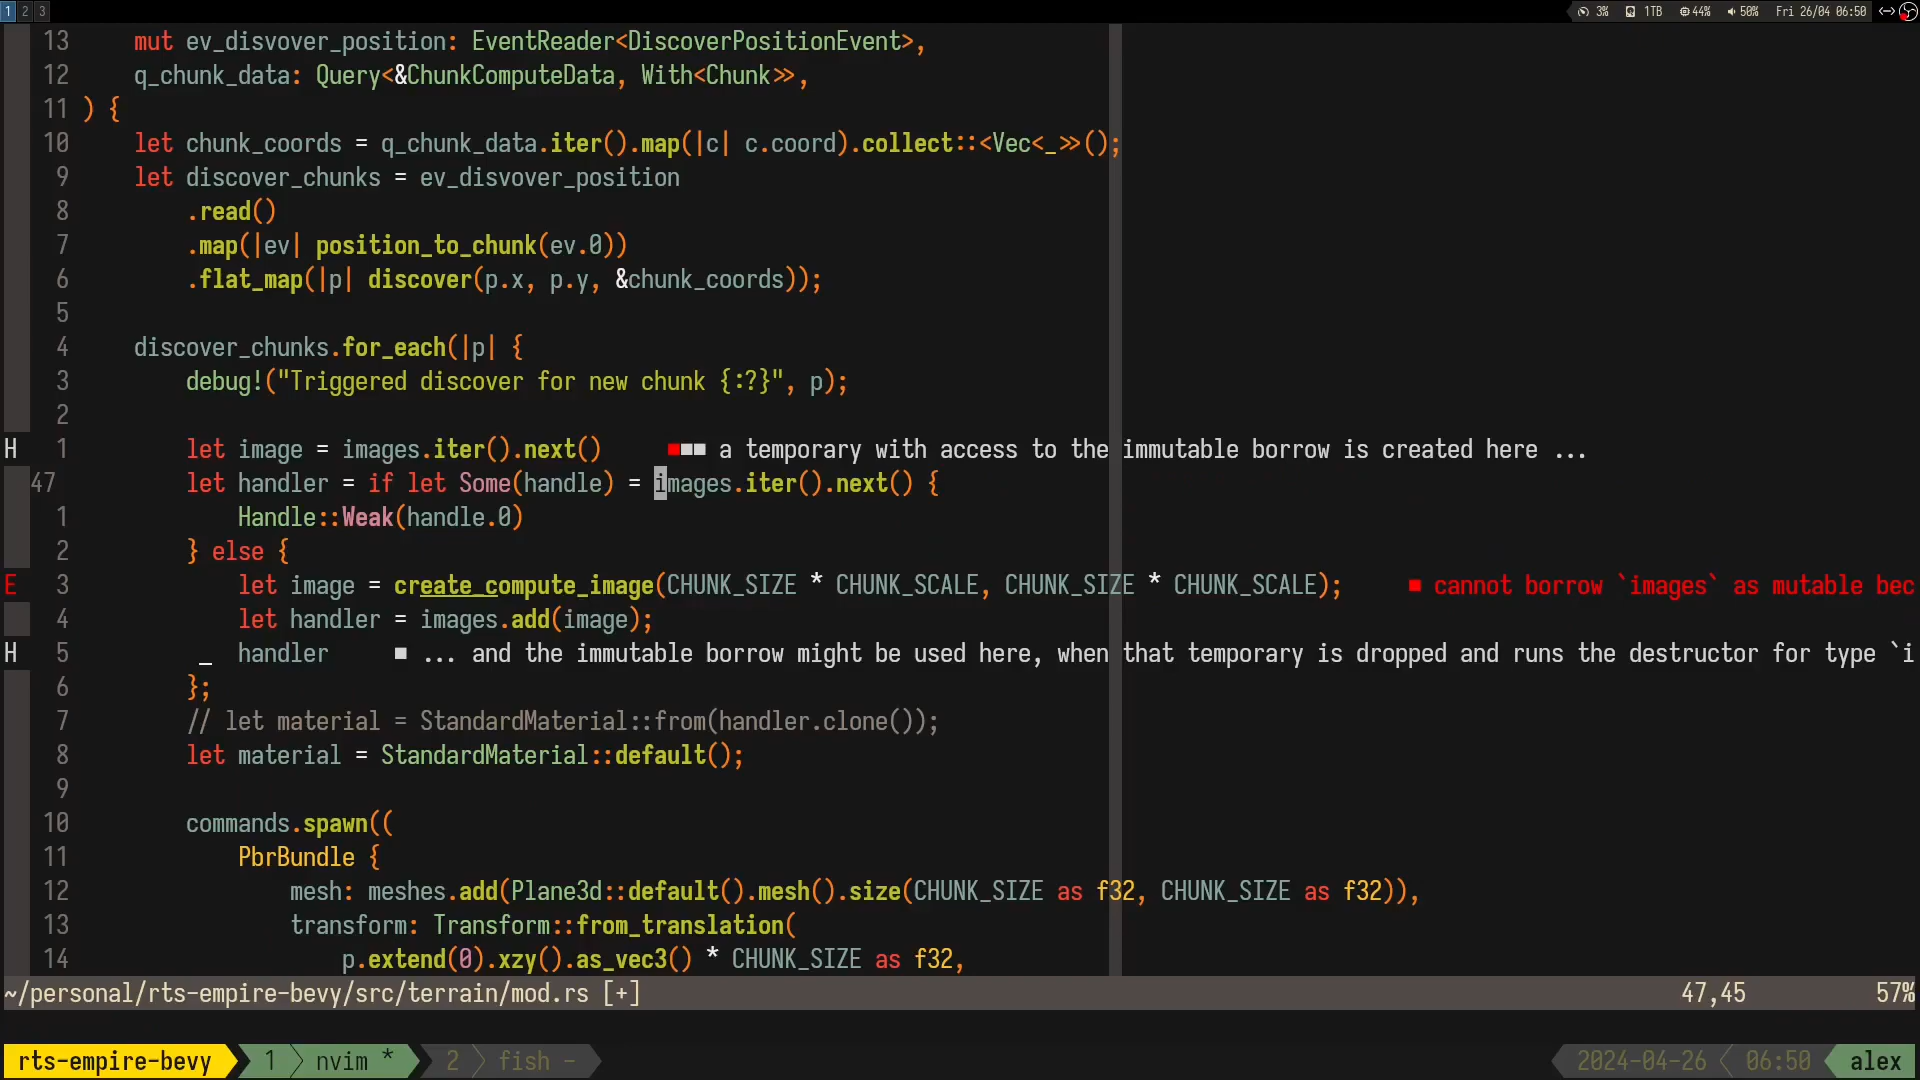 1 2 3 3% 1TB 44% 50% Fri 26/04 06:50
13 mut ev_disvover_position: EventReader<DiscoverPositionEvent>,
12 q_chunk_data: Query<&ChunkComputeData, With<Chunk>>,
11 ) {
10 let chunk_coords = q_chunk_data.iter().map(|c| c.coord).collect::<Vec<_>>();
9 let discover_chunks = ev_disvover_position
8 .read()
7 .map(|ev| position_to_chunk(ev.0))
6 .flat_map(|p| discover(p.x, p.y, &chunk_coords));
5
4 discover_chunks.for_each(|p| {
3 debug!("Triggered discover for new chunk {:?}", p);
2
H 1 let image = images.iter().next() ■■■ a temporary with access to the immutable borrow is created here ...
47 let handler = if let Some(handle) = images.iter().next() {
1 Handle::Weak(handle.0)
2 } else {
E 3 let image = create_compute_image(CHUNK_SIZE * CHUNK_SCALE, CHUNK_SIZE * CHUNK_SCALE); ■ cannot borrow `images` as mutable bec
4 let handler = images.add(image);
H 5 _ handler ■ ... and the immutable borrow might be used here, when that temporary is dropped and runs the destructor for type `i
6 };
7 // let material = StandardMaterial::from(handler.clone());
8 let material = StandardMaterial::default();
9
10 commands.spawn((
11 PbrBundle {
12 mesh: meshes.add(Plane3d::default().mesh().size(CHUNK_SIZE as f32, CHUNK_SIZE as f32)),
13 transform: Transform::from_translation(
14 p.extend(0).xzy().as_vec3() * CHUNK_SIZE as f32,
~/personal/rts-empire-bevy/src/terrain/mod.rs [+] 47,45 57%
rts-empire-bevy 1 nvim * 2 fish - 2024-04-26 06:50 alex